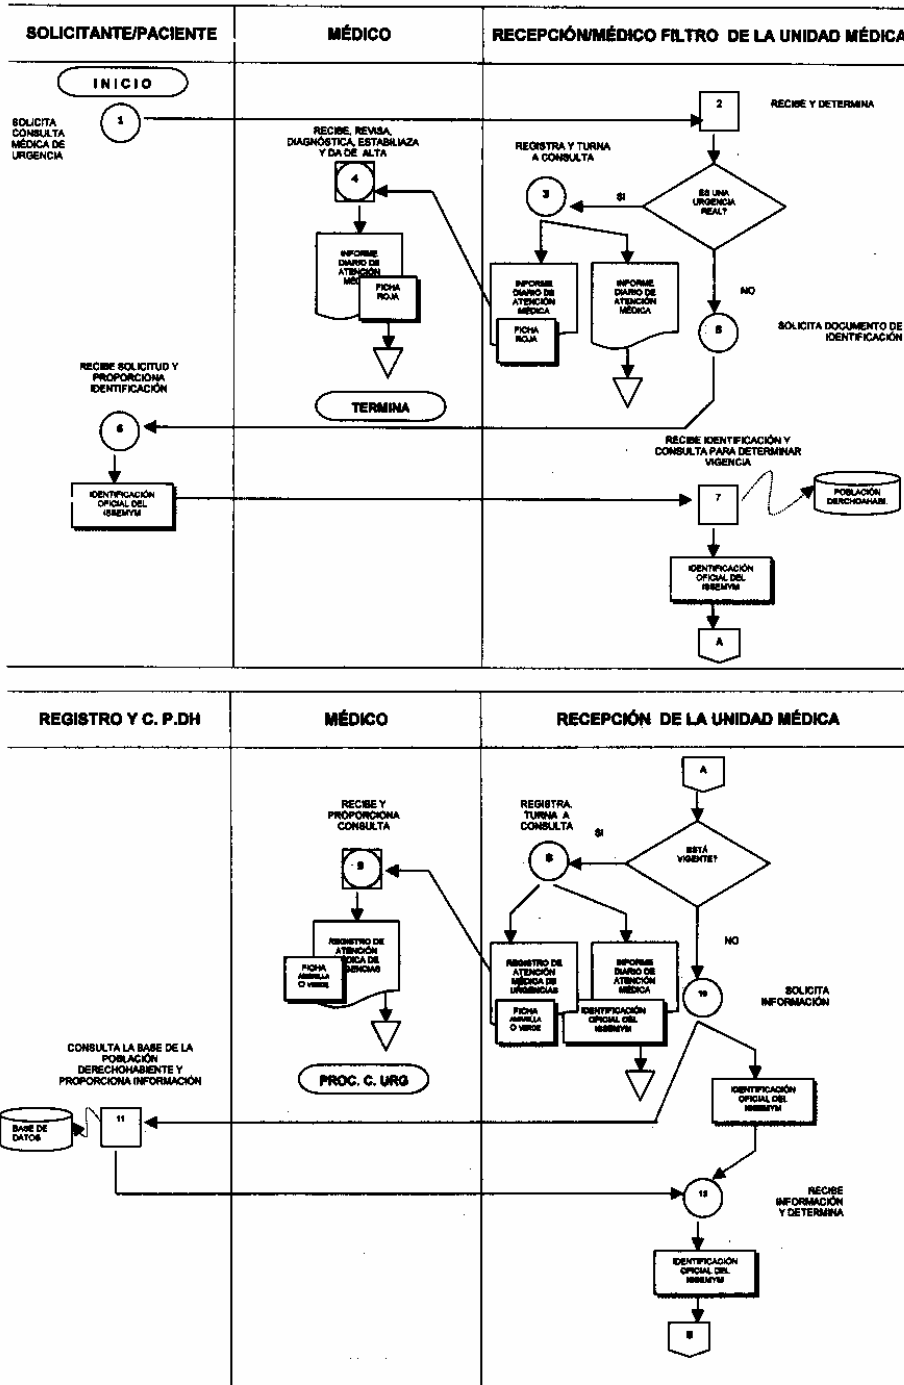 SOLICITANTE/PACIENTE
MÉDICO
RECEPCIÓN/MÉDICO FILTRO DE LA UNIDAD MÉDICA
INICIO
SOLICITA
CONSULTA
MÉDICA DE
URGENCIA
1
2
RECIBE Y DETERMINA
RECIBE, REVISA,
DIAGNÓSTICA, ESTABILIAZA
Y DA DE ALTA
4
REGISTRA Y TURNA
A CONSULTA
3
SI
ES UNA
URGENCIA
REAL?
INFORME
DIARIO DE
ATENCIÓN
FICHA
ROJA
INFORME
DIARIO DE
ATENCIÓN
MÉDICA
FICHA
ROJA
INFORME
DIARIO DE
ATENCIÓN
MÉDICA
NO
5
SOLICITA DOCUMENTO DE
IDENTIFICACIÓN
TERMINA
RECIBE SOLICITUD Y
PROPORCIONA
IDENTIFICACIÓN
6
IDENTIFICACIÓN
OFICIAL DEL
ISSEMYM
RECIBE IDENTIFICACIÓN Y
CONSULTA PARA DETERMINAR
VIGENCIA
7
POBLACIÓN
DERCHOAHABI.
IDENTIFICACIÓN
OFICIAL DEL
ISSEMYM
A
REGISTRO Y C. P.DH
MÉDICO
RECEPCIÓN DE LA UNIDAD MÉDICA
A
RECIBE Y
PROPORCIONA
CONSULTA
9
REGISTRA.
TURNA A
CONSULTA
8
SI
ESTÁ
VIGENTE?
REGISTRO DE
ATENCIÓN
MÉDICA DE
URGENCIAS
FICHA
AMARILLA
O VERDE
REGISTRO DE
ATENCIÓN
MÉDICA DE
URGENCIAS
FICHA
AMARILLA
O VERDE
INFORME
DIARIO DE
ATENCIÓN
MÉDICA
IDENTIFICACIÓN
OFICIAL DEL
ISSEMYM
NO
10
SOLICITA
INFORMACIÓN
PROC. C. URG
CONSULTA LA BASE DE LA
POBLACIÓN
DERECHOHABIENTE Y
PROPORCIONA INFORMACIÓN
BASE DE
DATOS
11
IDENTIFICACIÓN
OFICIAL DEL
ISSEMYM
RECIBE
INFORMACIÓN
Y DETERMINA
IDENTIFICACIÓN
OFICIAL DEL
ISSEMYM